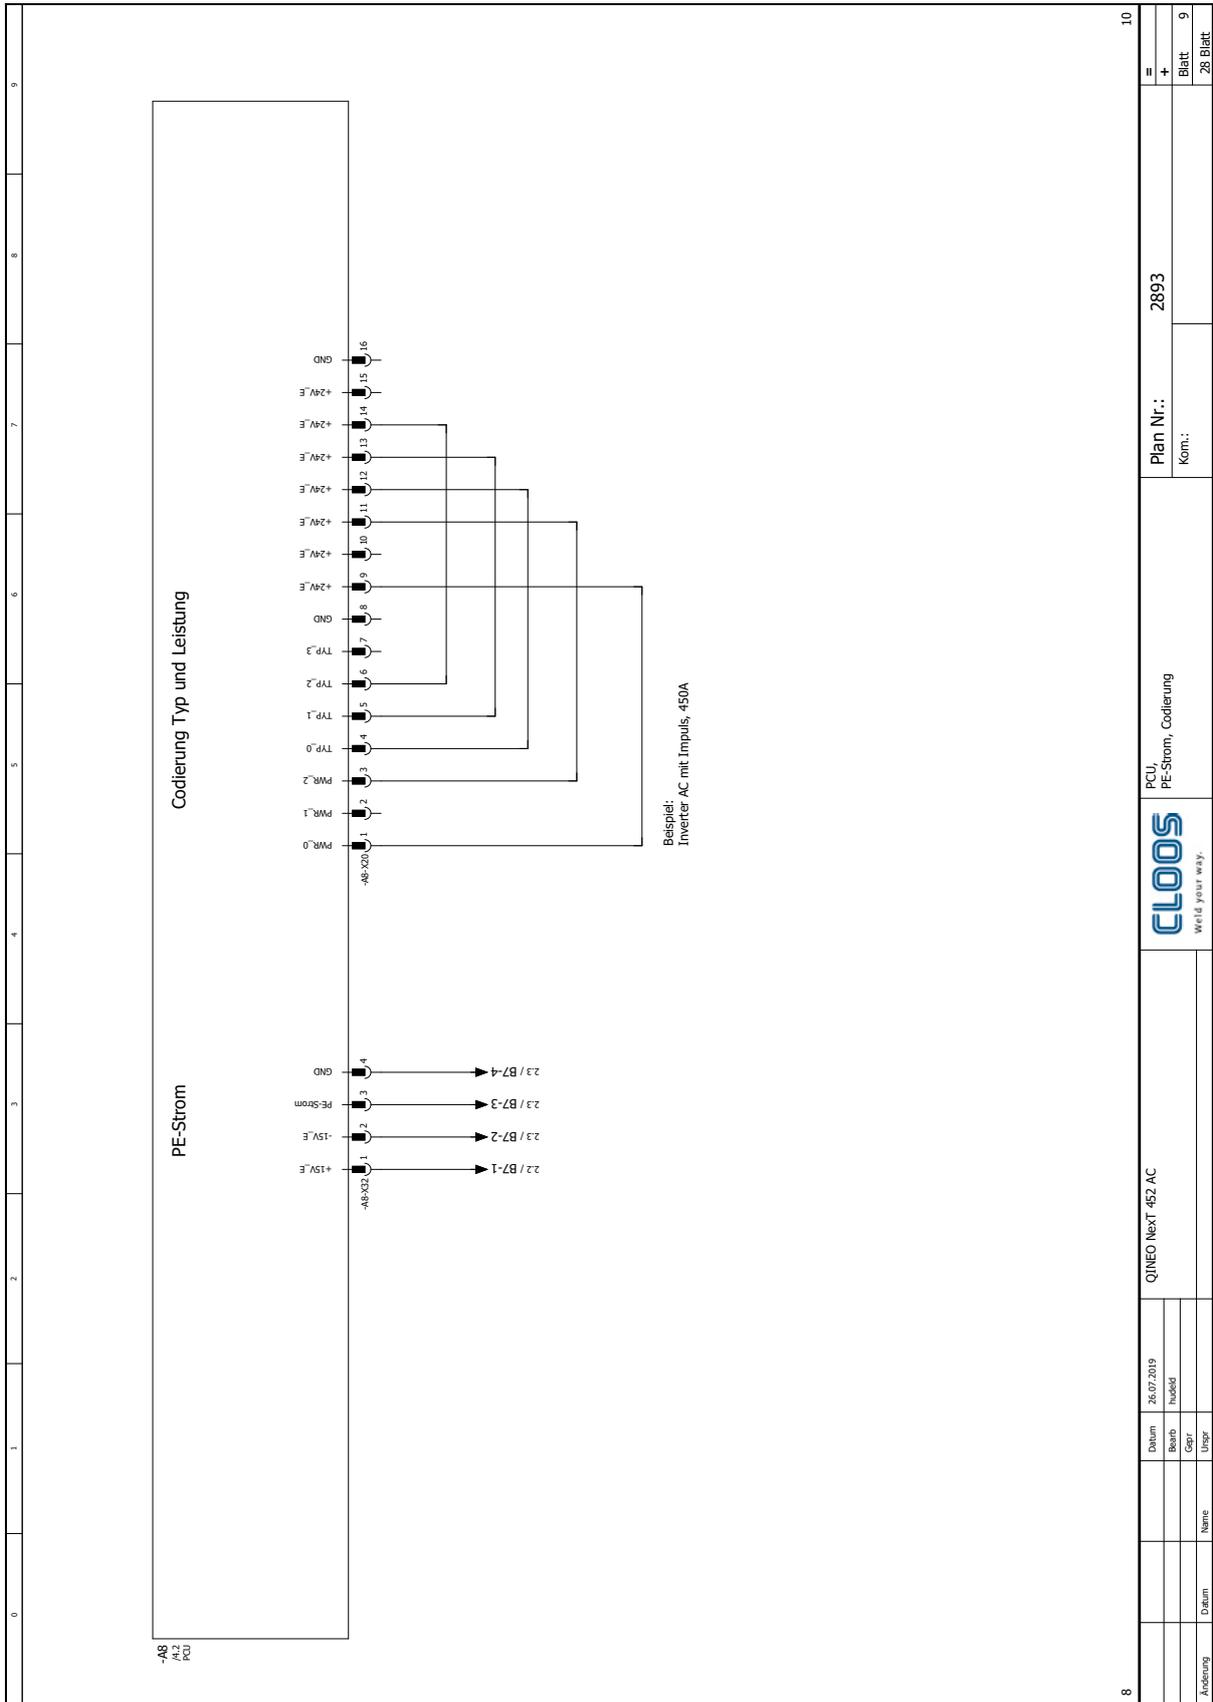 0 1 2 3 4 5 6 7 8 9
-A8
/4.2
PCU
PE-Strom
Codierung Typ und Leistung
+15V_E
-15V_E
PE-Strom
GND
PWR_0
PWR_1
PWR_2
TYP_0
TYP_1
TYP_2
TYP_3
GND
+24V_E
+24V_E
+24V_E
+24V_E
+24V_E
+24V_E
+24V_E
GND
-A8-X32
1 2 3 4
-A8-X20
1 2 3 4 5 6 7 8 9 10 11 12 13 14 15 16
2.2 / B7-1
2.3 / B7-2
2.3 / B7-3
2.3 / B7-4
Beispiel:
Inverter AC mit Impuls, 450A
8
10
Änderung
Datum
Name
Datum 26.07.2019
Bearb hudeld
Gepr
Urspr
QINEO NexT 452 AC
CLOOS
Weld your way.
PCU,
PE-Strom, Codierung
Plan Nr.: 2893
Kom.:
=
+
Blatt 9
28 Blatt